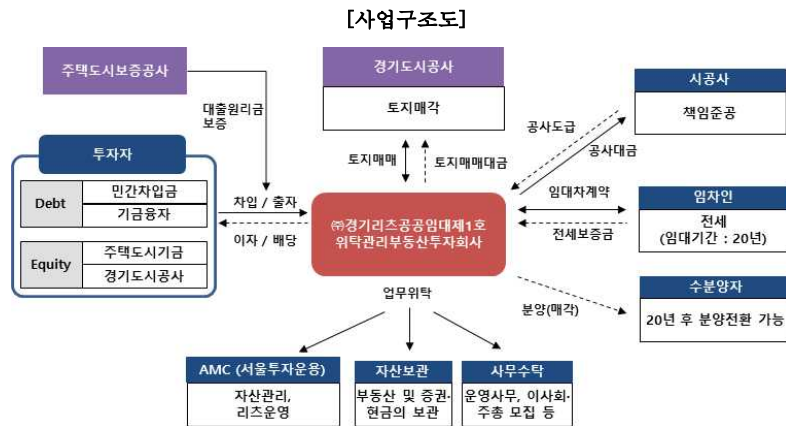 [사업구조도]
주택도시보증공사
경기도시공사
토지매각
시공사
책임준공
대출원리금
보증
공사도급
공사대금
토지매매
토지매매대금
투자자
Debt
민간차입금
기금융자
Equity
주택도시기금
경기도시공사
차입 / 출자
이자 / 배당
㈜경기리츠공공임대제1호
위탁관리부동산투자회사
임대차계약
전세보증금
임차인
전세
(임대기간 : 20년)
수분양자
20년 후 분양전환 가능
분양(매각)
업무위탁
AMC (서울투자운용)
자산관리,
리츠운영
자산보관
부동산 및 증권·
현금의 보관
사무수탁
운영사무, 이사회·
주총 모집 등